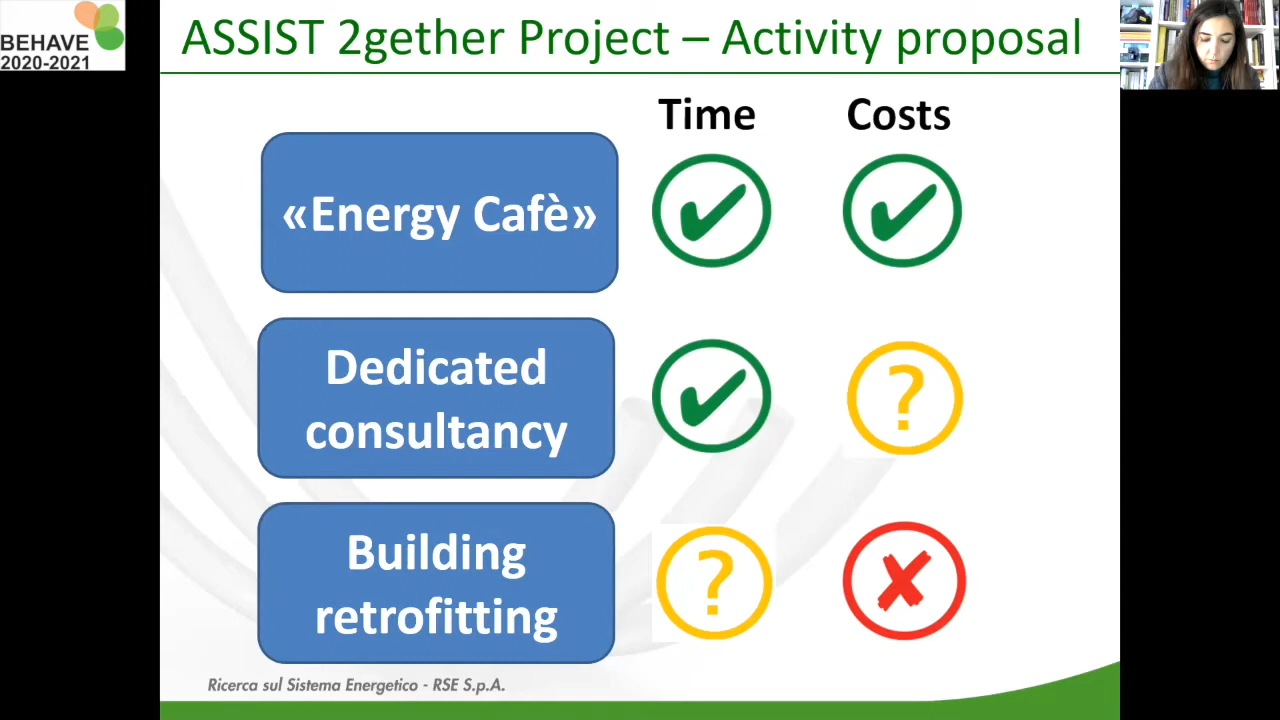 BEHAVE
2020-2021
ASSIST 2gether Project – Activity proposal
Time Costs
«Energy Cafè»
Dedicated
consultancy
?
Building
retrofitting
?
Ricerca sul Sistema Energetico - RSE S.p.A.